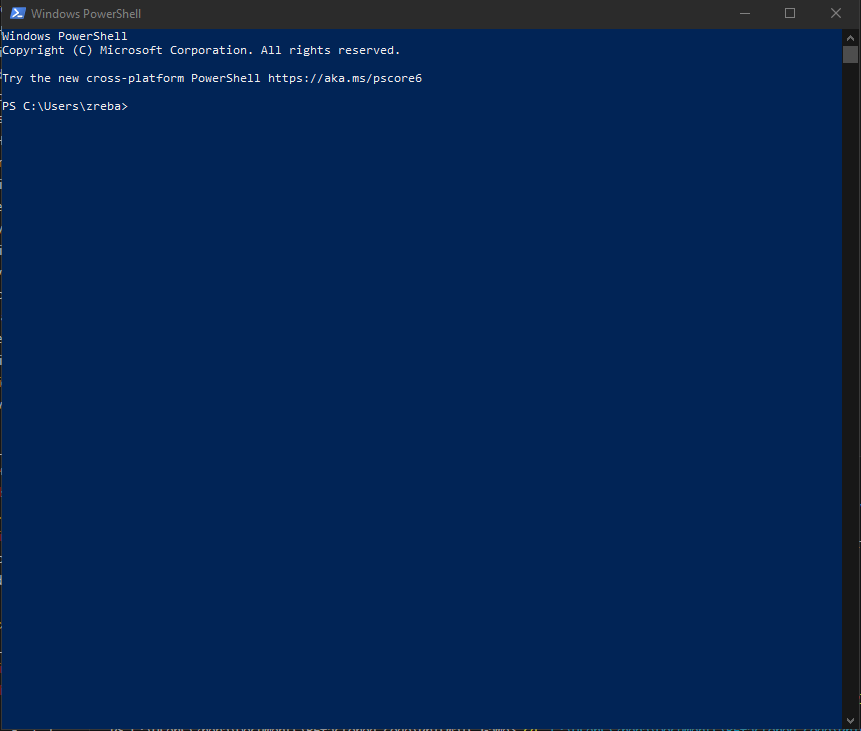 Windows PowerShell
Windows PowerShell
Copyright (C) Microsoft Corporation. All rights reserved.
Try the new cross-platform PowerShell https://aka.ms/pscore6
PS C:\Users\zreba>